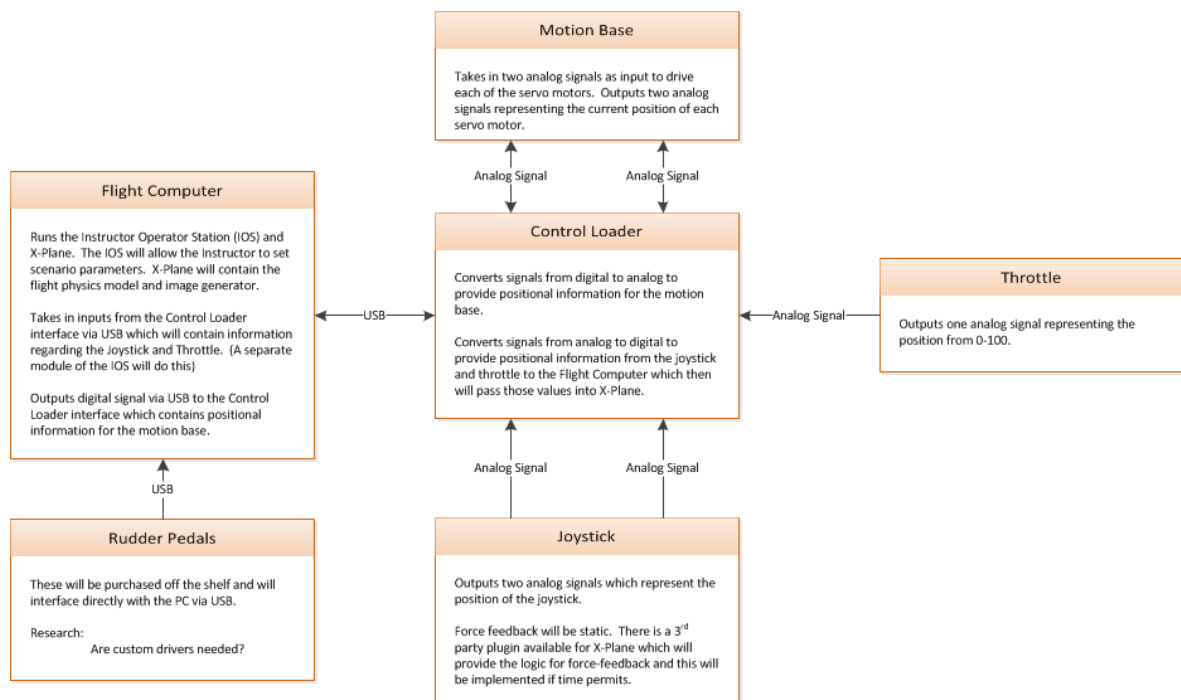 Motion Base
Takes in two analog signals as input to drive
each of the servo motors.  Outputs two analog
signals representing the current position of each
servo motor.
Analog Signal
Analog Signal
Flight Computer
Runs the Instructor Operator Station (IOS) and
X-Plane.  The IOS will allow the Instructor to set
scenario parameters.  X-Plane will contain the
flight physics model and image generator.
Takes in inputs from the Control Loader
interface via USB which will contain information
regarding the Joystick and Throttle.  (A separate
module of the IOS will do this)
Outputs digital signal via USB to the Control
Loader interface which contains positional
information for the motion base.
USB
Control Loader
Converts signals from digital to analog to
provide positional information for the motion
base.
Converts signals from analog to digital to
provide positional information from the joystick
and throttle to the Flight Computer which then
will pass those values into X-Plane.
Analog Signal
Throttle
Outputs one analog signal representing the
position from 0-100.
USB
Analog Signal
Analog Signal
Rudder Pedals
These will be purchased off the shelf and will
interface directly with the PC via USB.
Research:
Are custom drivers needed?
Joystick
Outputs two analog signals which represent the
position of the joystick.
Force feedback will be static.  There is a 3rd
party plugin available for X-Plane which will
provide the logic for force-feedback and this will
be implemented if time permits.